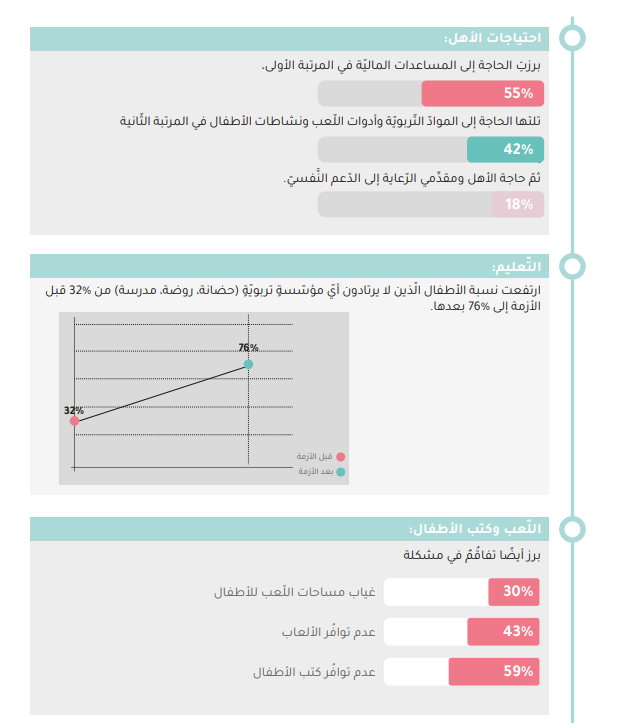 احتياجات الأهل:
برزتِ الحاجة إلى المساعدات الماليّة في المرتبة الأولى،
55%
تلتها الحاجة إلى الموادّ التّربويّة وأدوات اللّعب ونشاطات الأطفال في المرتبة الثّانية
42%
ثمّ حاجة الأهل ومقدّمي الرّعاية إلى الدّعم النَّفسيّ.
18%
التّعليم:
ارتفعت نسبة الأطفال الّذين لا يرتادون أيّ مؤسّسةٍ تربويّةٍ (حضانة، روضة، مدرسة) من 32% قبل
الأزمة إلى 76% بعدها.
76%
32%
قبل الأزمة
بعد الأزمة
اللّعب وكتب الأطفال:
برز أيضًا تفاقُمٌ في مشكلة
30% غياب مساحات اللّعب للأطفال
43% عدم توافُر الألعاب
59% عدم توافُر كتب الأطفال